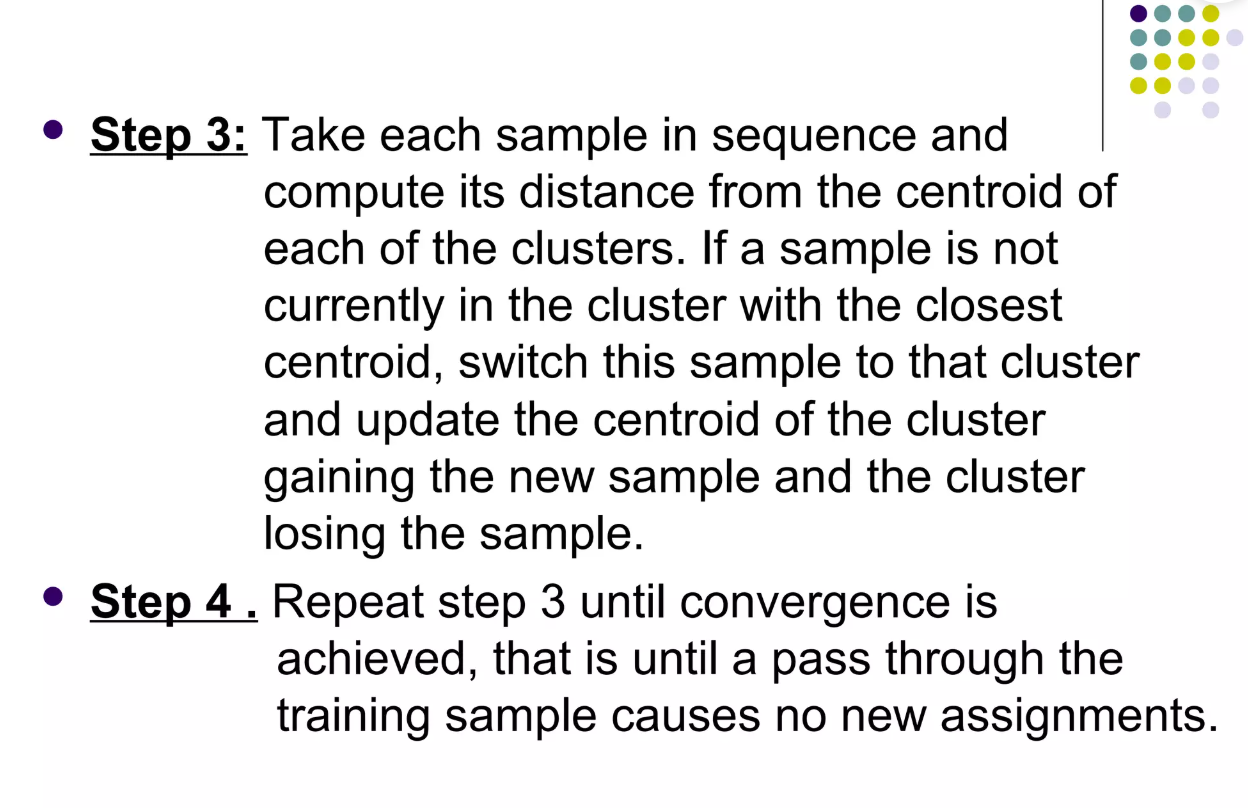 Step 3: Take each sample in sequence and
compute its distance from the centroid of
each of the clusters. If a sample is not
currently in the cluster with the closest
centroid, switch this sample to that cluster
and update the centroid of the cluster
gaining the new sample and the cluster
losing the sample.
Step 4 . Repeat step 3 until convergence is
achieved, that is until a pass through the
training sample causes no new assignments.